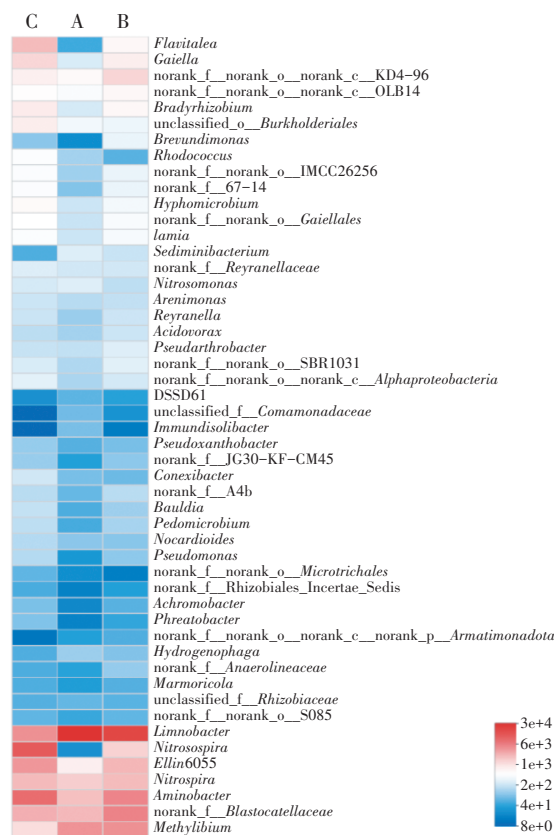 C A B
Flavitalea
Gaiella
norank_f__norank_o__norank_c__KD4-96
norank_f__norank_o__norank_c__OLB14
Bradyrhizobium
unclassified_o__Burkholderiales
Brevundimonas
Rhodococcus
norank_f__norank_o__IMCC26256
norank_f__67-14
Hyphomicrobium
norank_f__norank_o__Gaiellales
lamia
Sediminibacterium
norank_f__Reyranellaceae
Nitrosomonas
Arenimonas
Reyranella
Acidovorax
Pseudarthrobacter
norank_f__norank_o__SBR1031
norank_f__norank_o__norank_c__Alphaproteobacteria
DSSD61
unclassified_f__Comamonadaceae
Immundisolibacter
Pseudoxanthobacter
norank_f__JG30-KF-CM45
Conexibacter
norank_f__A4b
Bauldia
Pedomicrobium
Nocardioides
Pseudomonas
norank_f__norank_o__Microtrichales
norank_f__Rhizobiales_Incertae_Sedis
Achromobacter
Phreatobacter
norank_f__norank_o__norank_c__norank_p__Armatimonadota
Hydrogenophaga
norank_f__Anaerolineaceae
Marmoricola
unclassified_f__Rhizobiaceae
norank_f__norank_o__S085
Limnobacter
Nitrosospira
Ellin6055
Nitrospira
Aminobacter
norank_f__Blastocatellaceae
Methylibium
3e+4
6e+3
1e+3
2e+2
4e+1
8e+0